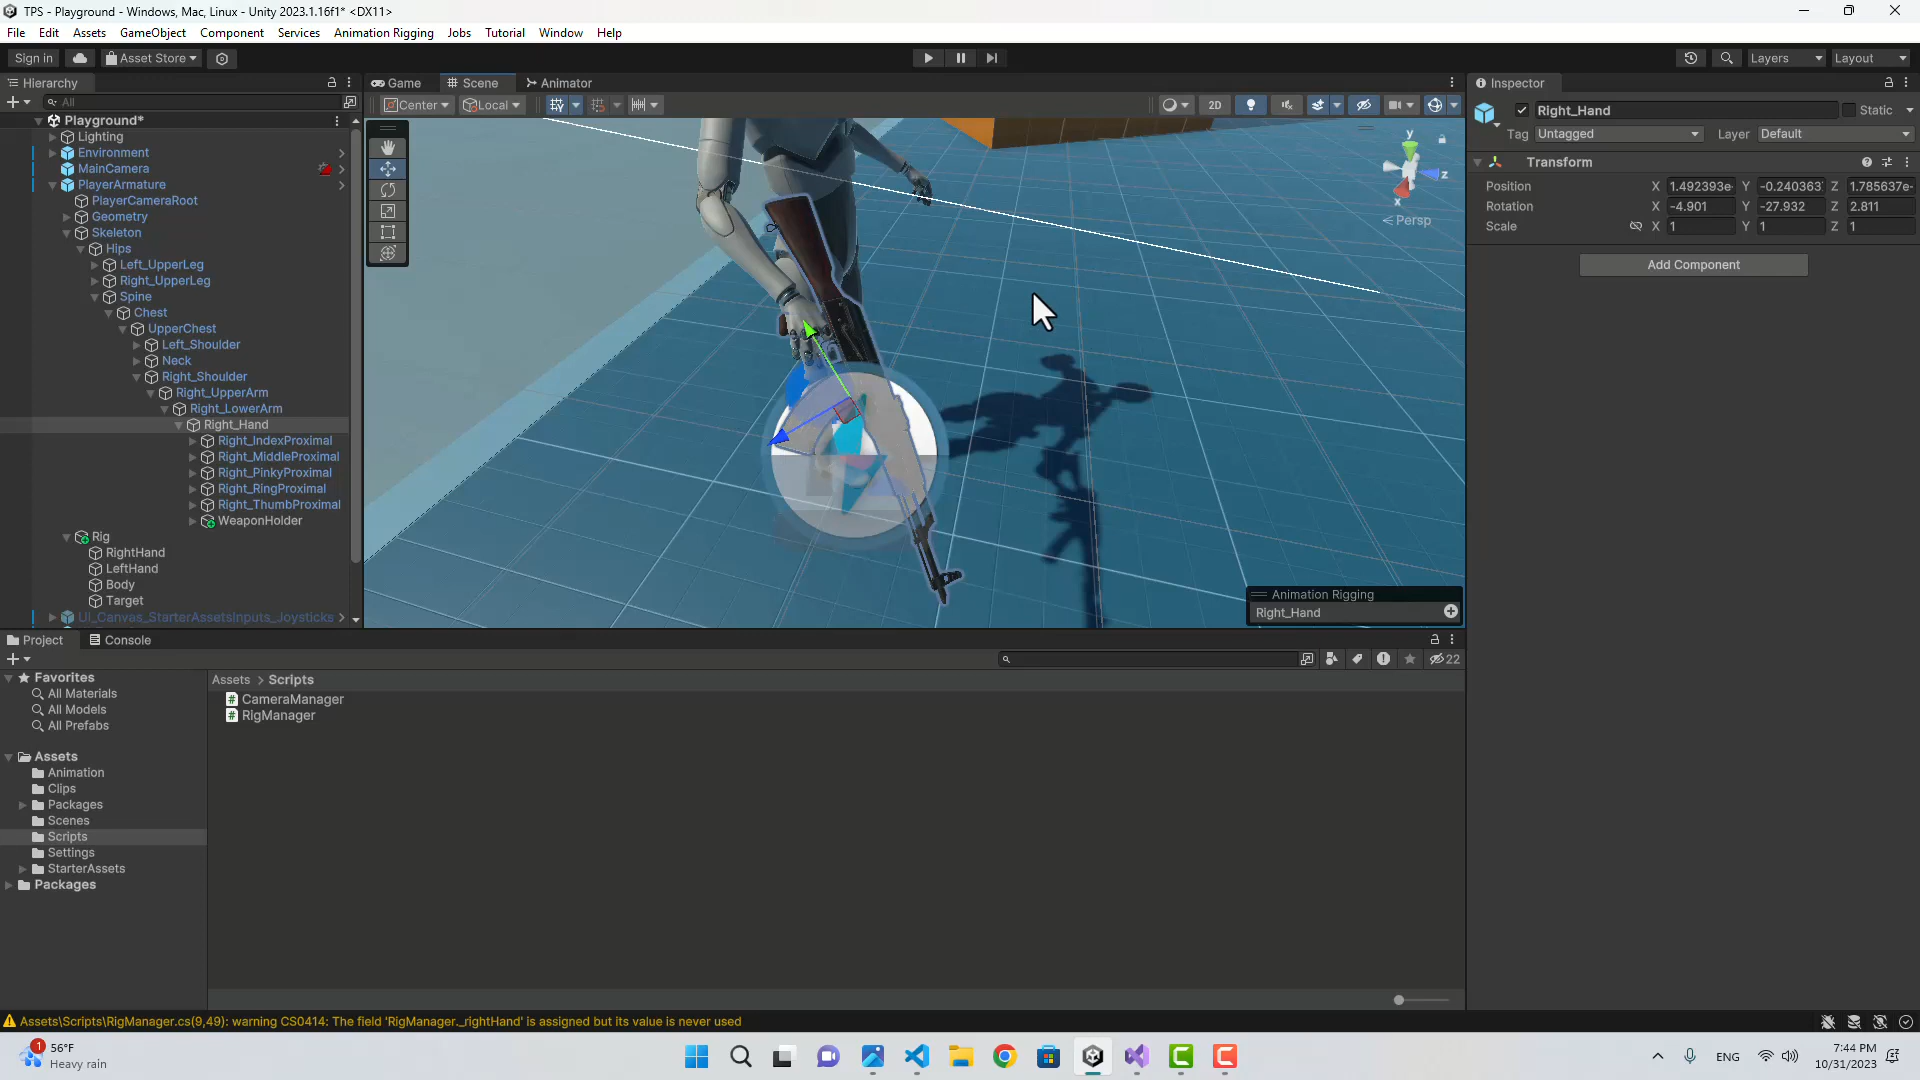 TPS - Playground - Windows, Mac, Linux - Unity 2023.1.16f1* <DX11>
File Edit Assets GameObject Component Services Animation Rigging Jobs Tutorial Window Help
Sign in Asset Store Layers Layout
Hierarchy Game Scene Animator Inspector
All Center Local 2D Right_Hand Static
Playground* Tag Untagged Layer Default
Lighting
Environment
MainCamera
PlayerArmature
PlayerCameraRoot
Geometry
Skeleton
Hips
Left_UpperLeg
Right_UpperLeg
Spine
Chest
UpperChest
Left_Shoulder
Neck
Right_Shoulder
Right_UpperArm
Right_LowerArm
Right_Hand
Right_IndexProximal
Right_MiddleProximal
Right_PinkyProximal
Right_RingProximal
Right_ThumbProximal
WeaponHolder
Rig
RightHand
LeftHand
Body
Target
UI_Canvas_StarterAssetsInputs_Joysticks
y
z
x
Persp
Animation Rigging
Right_Hand
Transform
Position X 1.492393e- Y -0.240363 Z 1.785637e-
Rotation X -4.901 Y -27.932 Z 2.811
Scale X 1 Y 1 Z 1
Add Component
Project Console
22
Favorites
All Materials
All Models
All Prefabs
Assets
Animation
Clips
Packages
Scenes
Scripts
Settings
StarterAssets
Packages
Assets > Scripts
CameraManager
RigManager
Assets\Scripts\RigManager.cs(9,49): warning CS0414: The field 'RigManager._rightHand' is assigned but its value is never used
1
56°F
Heavy rain
ENG
7:44 PM
10/31/2023